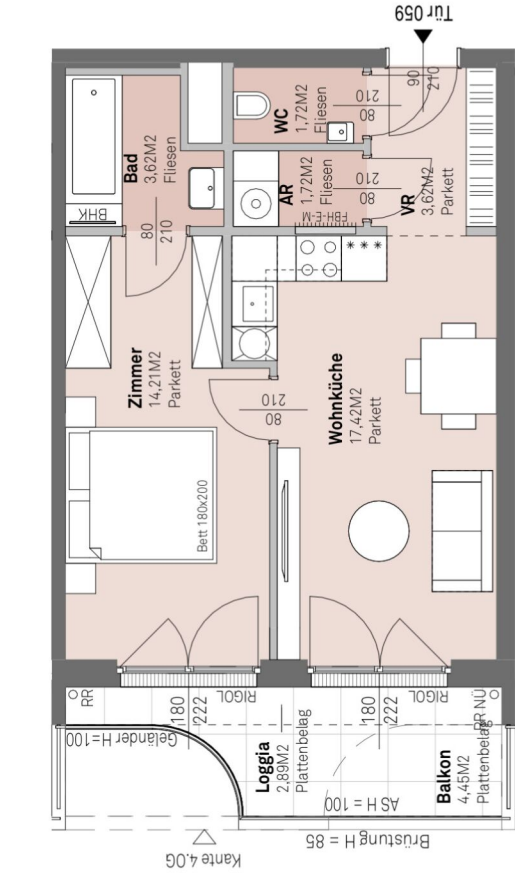 Tür 059
90
210
WC
1,72M2
Fliesen
80
210
Bad
3,62M2
Fliesen
BHK
80
210
AR
1,72M2
Fliesen
FBH-E-M
80
210
VR
3,62M2
Parkett
***
Zimmer
14,21M2
Parkett
80
210
Wohnküche
17,42M2
Parkett
Bett 180x200
RR
RIGOL
180
222
RIGOL
180
222
RR NÜ
Geländer H=100
Loggia
2,89M2
Plattenbelag
ASH = 100
Balkon
4,45M2
Plattenbelag
Brüstung H = 85
Kante 4.OG